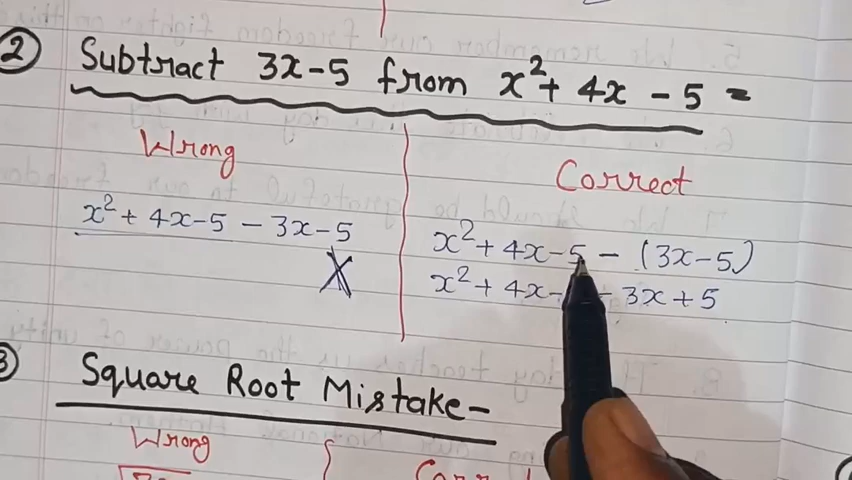 2 Subtract 3x-5 from x²+ 4x - 5 =
Wrong
x² + 4x-5 - 3x-5
X
Correct
x² + 4x-5 - (3x-5)
x² + 4x- - 3x + 5
3 Square Root Mistake-
Wrong